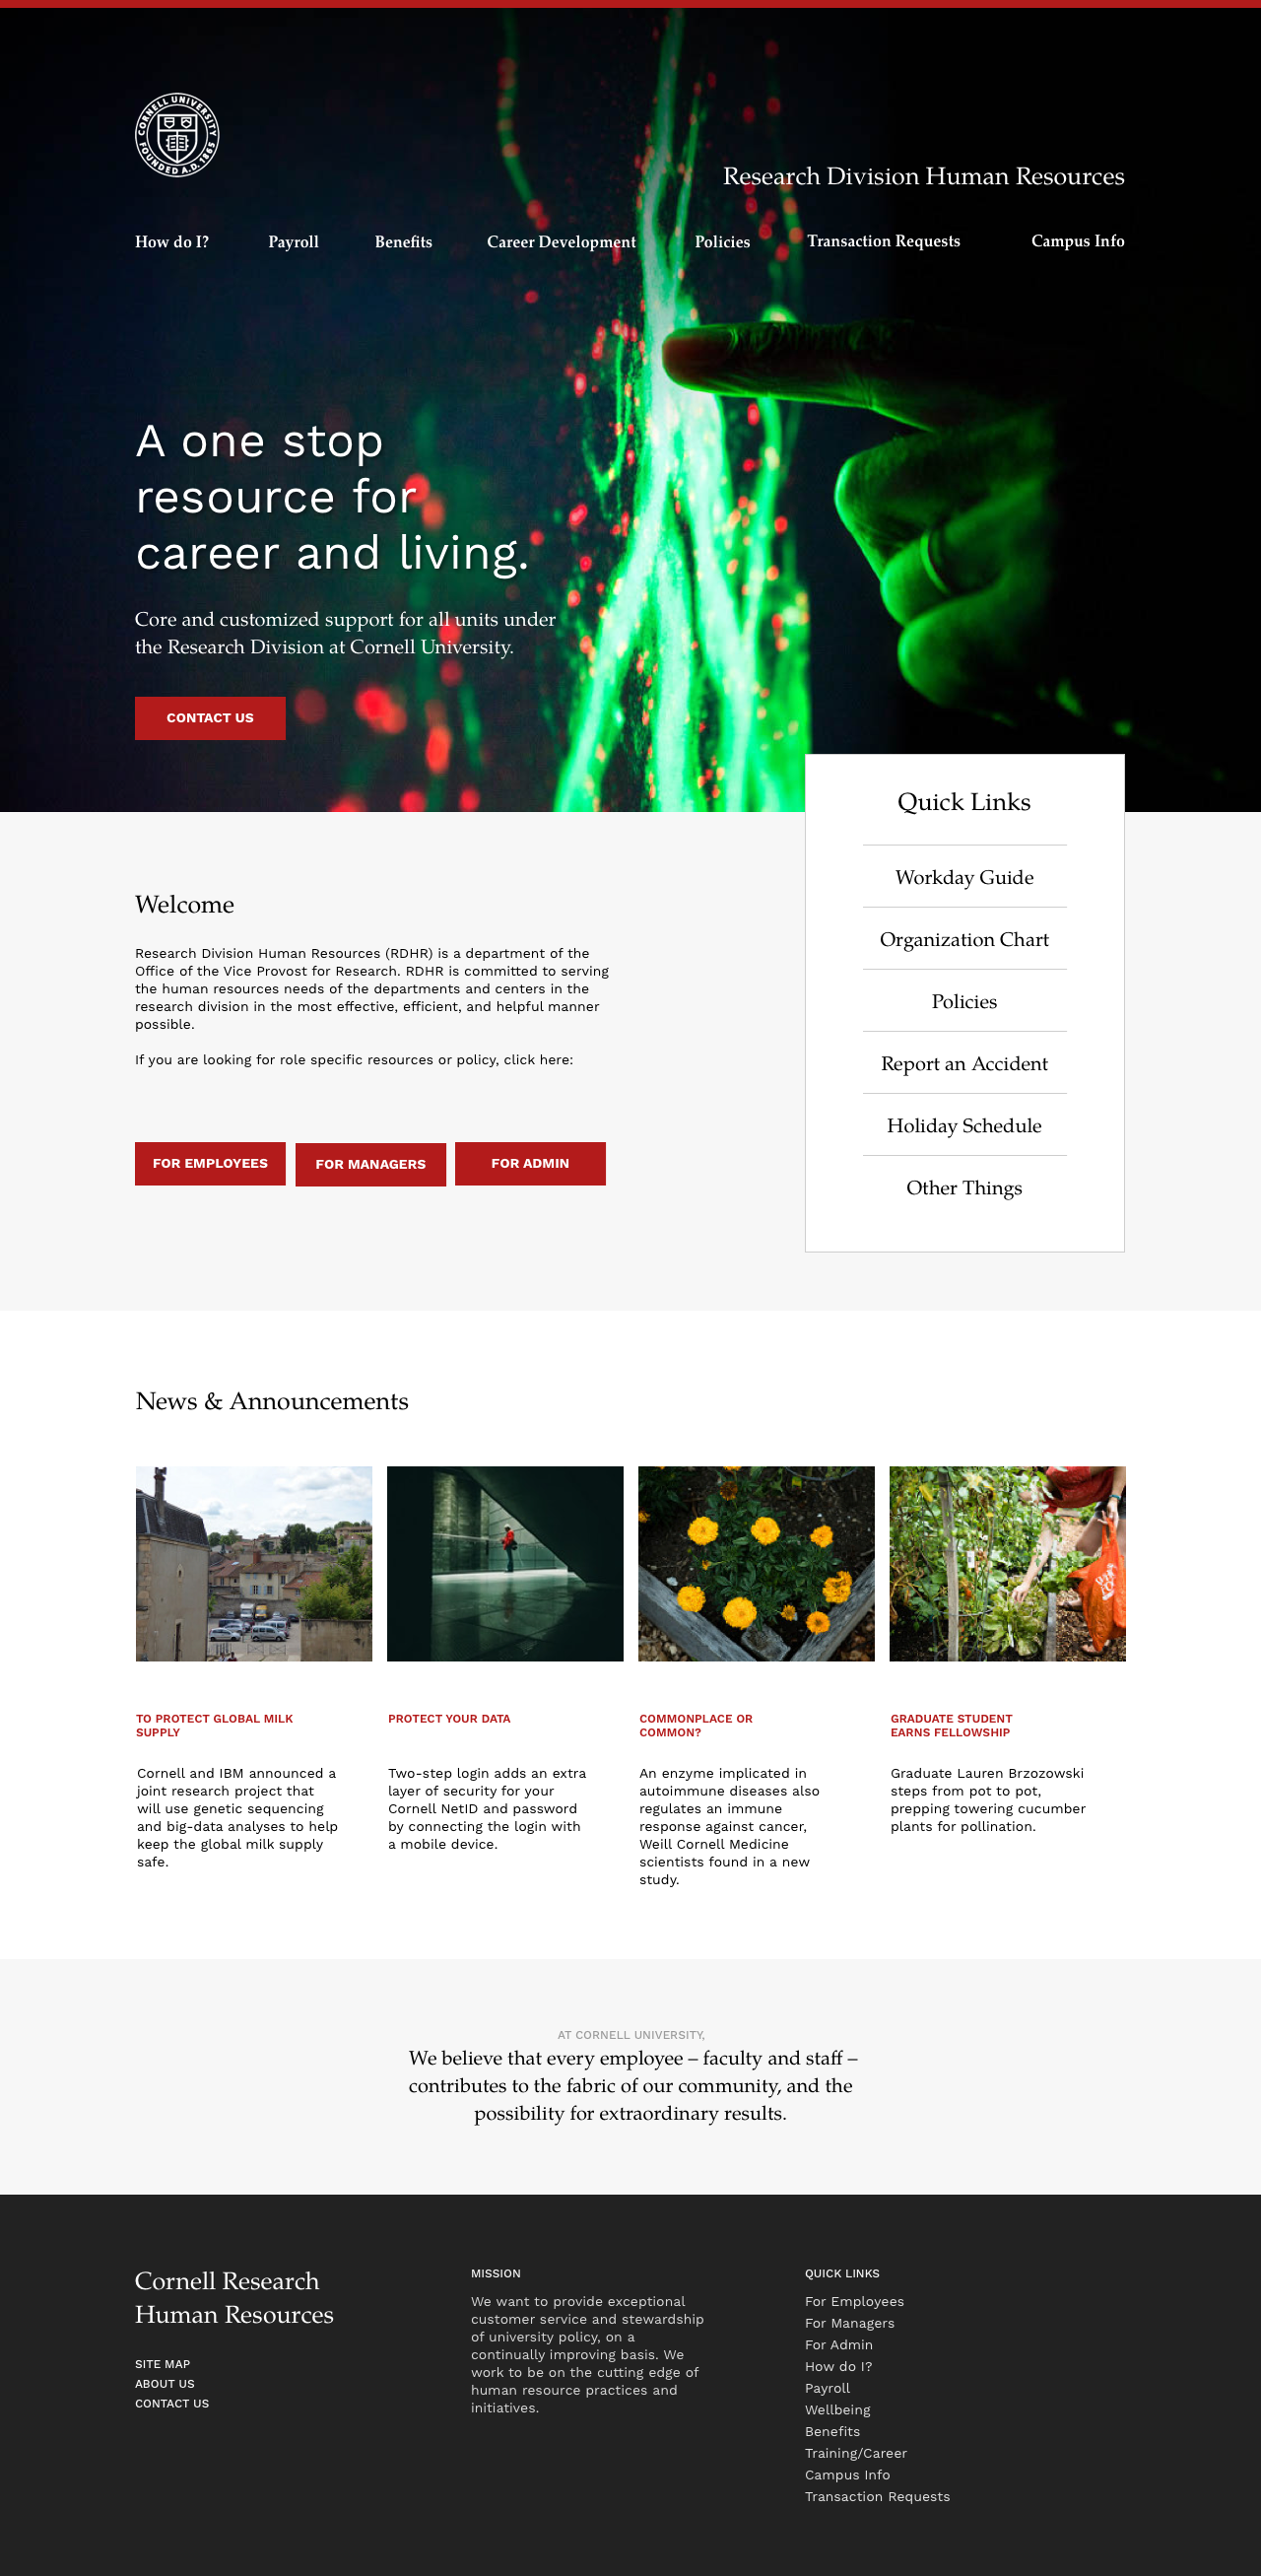 CORNELL UNIVERSITY
FOUNDED A.D. 1865
Research Division Human Resources
How do I?
Payroll
Benefits
Career Development
Policies
Transaction Requests
Campus Info
A one stop
resource for
career and living.
Core and customized support for all units under
the Research Division at Cornell University.
CONTACT US
Quick Links
Workday Guide
Organization Chart
Policies
Report an Accident
Holiday Schedule
Other Things
Welcome
Research Division Human Resources (RDHR) is a department of the
Office of the Vice Provost for Research. RDHR is committed to serving
the human resources needs of the departments and centers in the
research division in the most effective, efficient, and helpful manner
possible.
If you are looking for role specific resources or policy, click here:
FOR EMPLOYEES
FOR MANAGERS
FOR ADMIN
News & Announcements
TO PROTECT GLOBAL MILK
SUPPLY
Cornell and IBM announced a
joint research project that
will use genetic sequencing
and big-data analyses to help
keep the global milk supply
safe.
PROTECT YOUR DATA
Two-step login adds an extra
layer of security for your
Cornell NetID and password
by connecting the login with
a mobile device.
COMMONPLACE OR
COMMON?
An enzyme implicated in
autoimmune diseases also
regulates an immune
response against cancer,
Weill Cornell Medicine
scientists found in a new
study.
GRADUATE STUDENT
EARNS FELLOWSHIP
Graduate Lauren Brzozowski
steps from pot to pot,
prepping towering cucumber
plants for pollination.
AT CORNELL UNIVERSITY,
We believe that every employee – faculty and staff –
contributes to the fabric of our community, and the
possibility for extraordinary results.
Cornell Research
Human Resources
SITE MAP
ABOUT US
CONTACT US
MISSION
We want to provide exceptional
customer service and stewardship
of university policy, on a
continually improving basis. We
work to be on the cutting edge of
human resource practices and
initiatives.
QUICK LINKS
For Employees
For Managers
For Admin
How do I?
Payroll
Wellbeing
Benefits
Training/Career
Campus Info
Transaction Requests